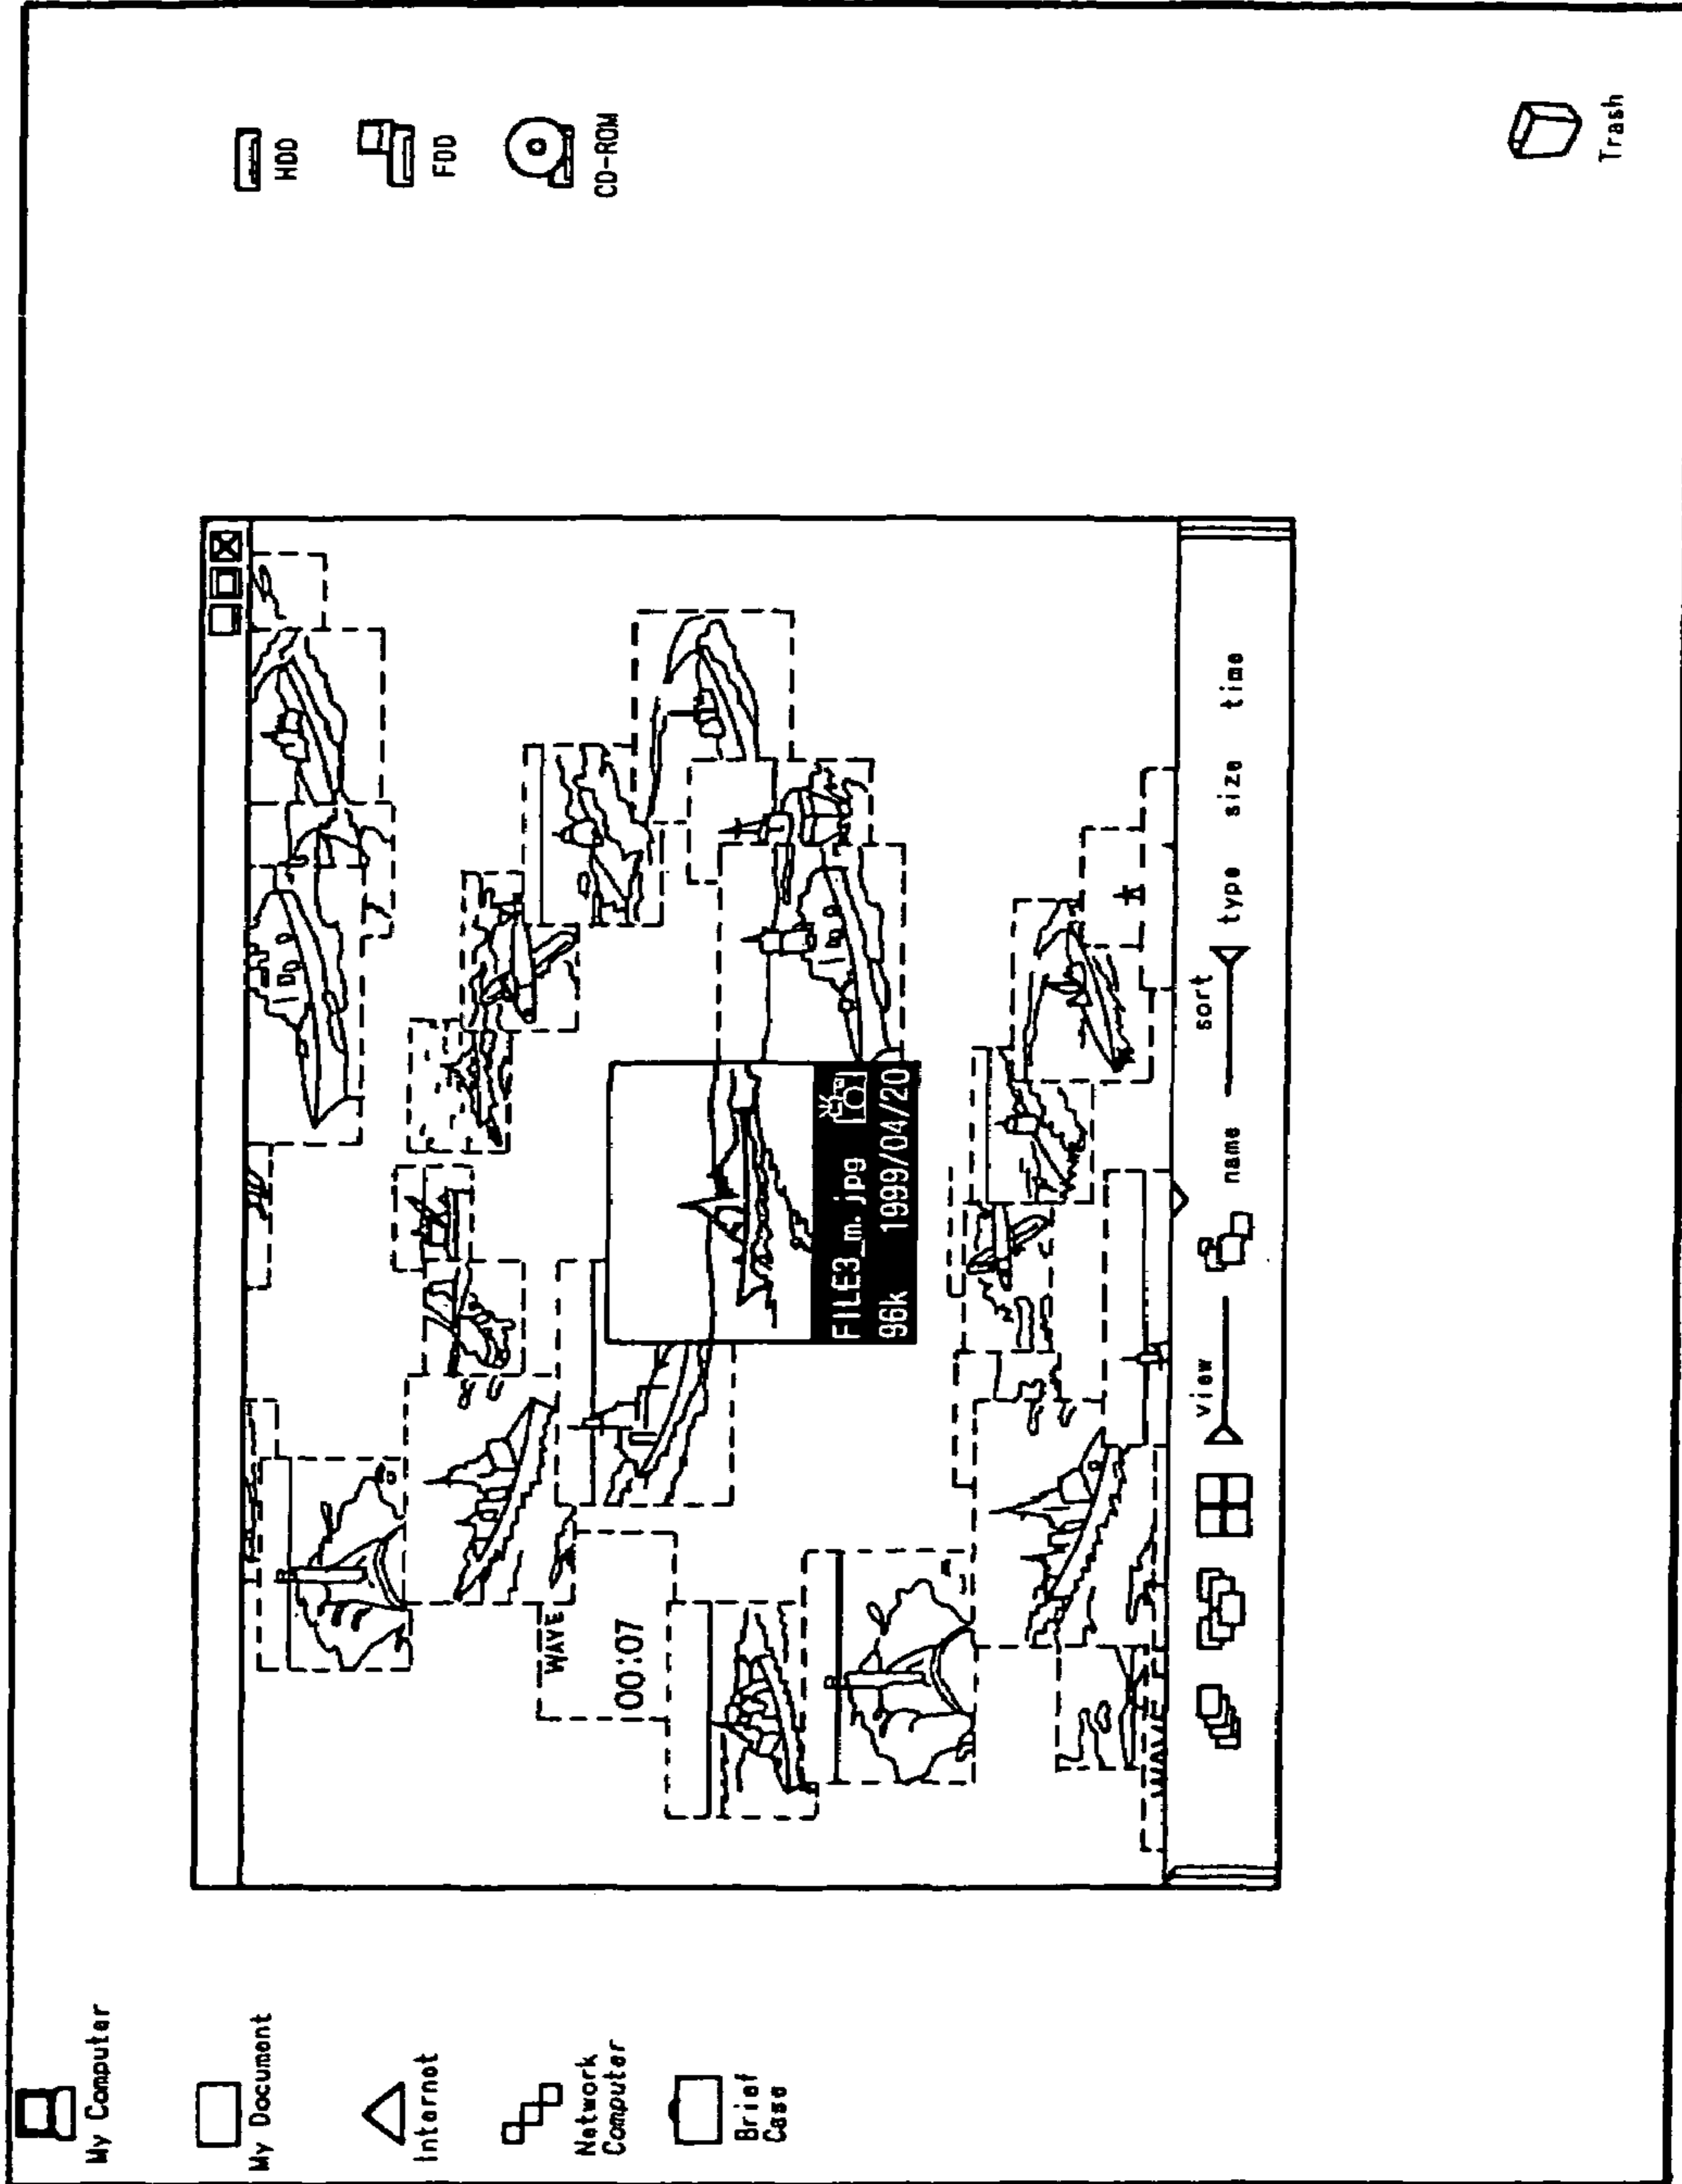 My Computer
My Document
Internet
Network
Computer
Brief
Case
HDD
FDD
CD-ROM
Trash
WAVE
00:07
FILE3_m.jpg
96k 1999/04/20
WAVE
view
sort
name type size time